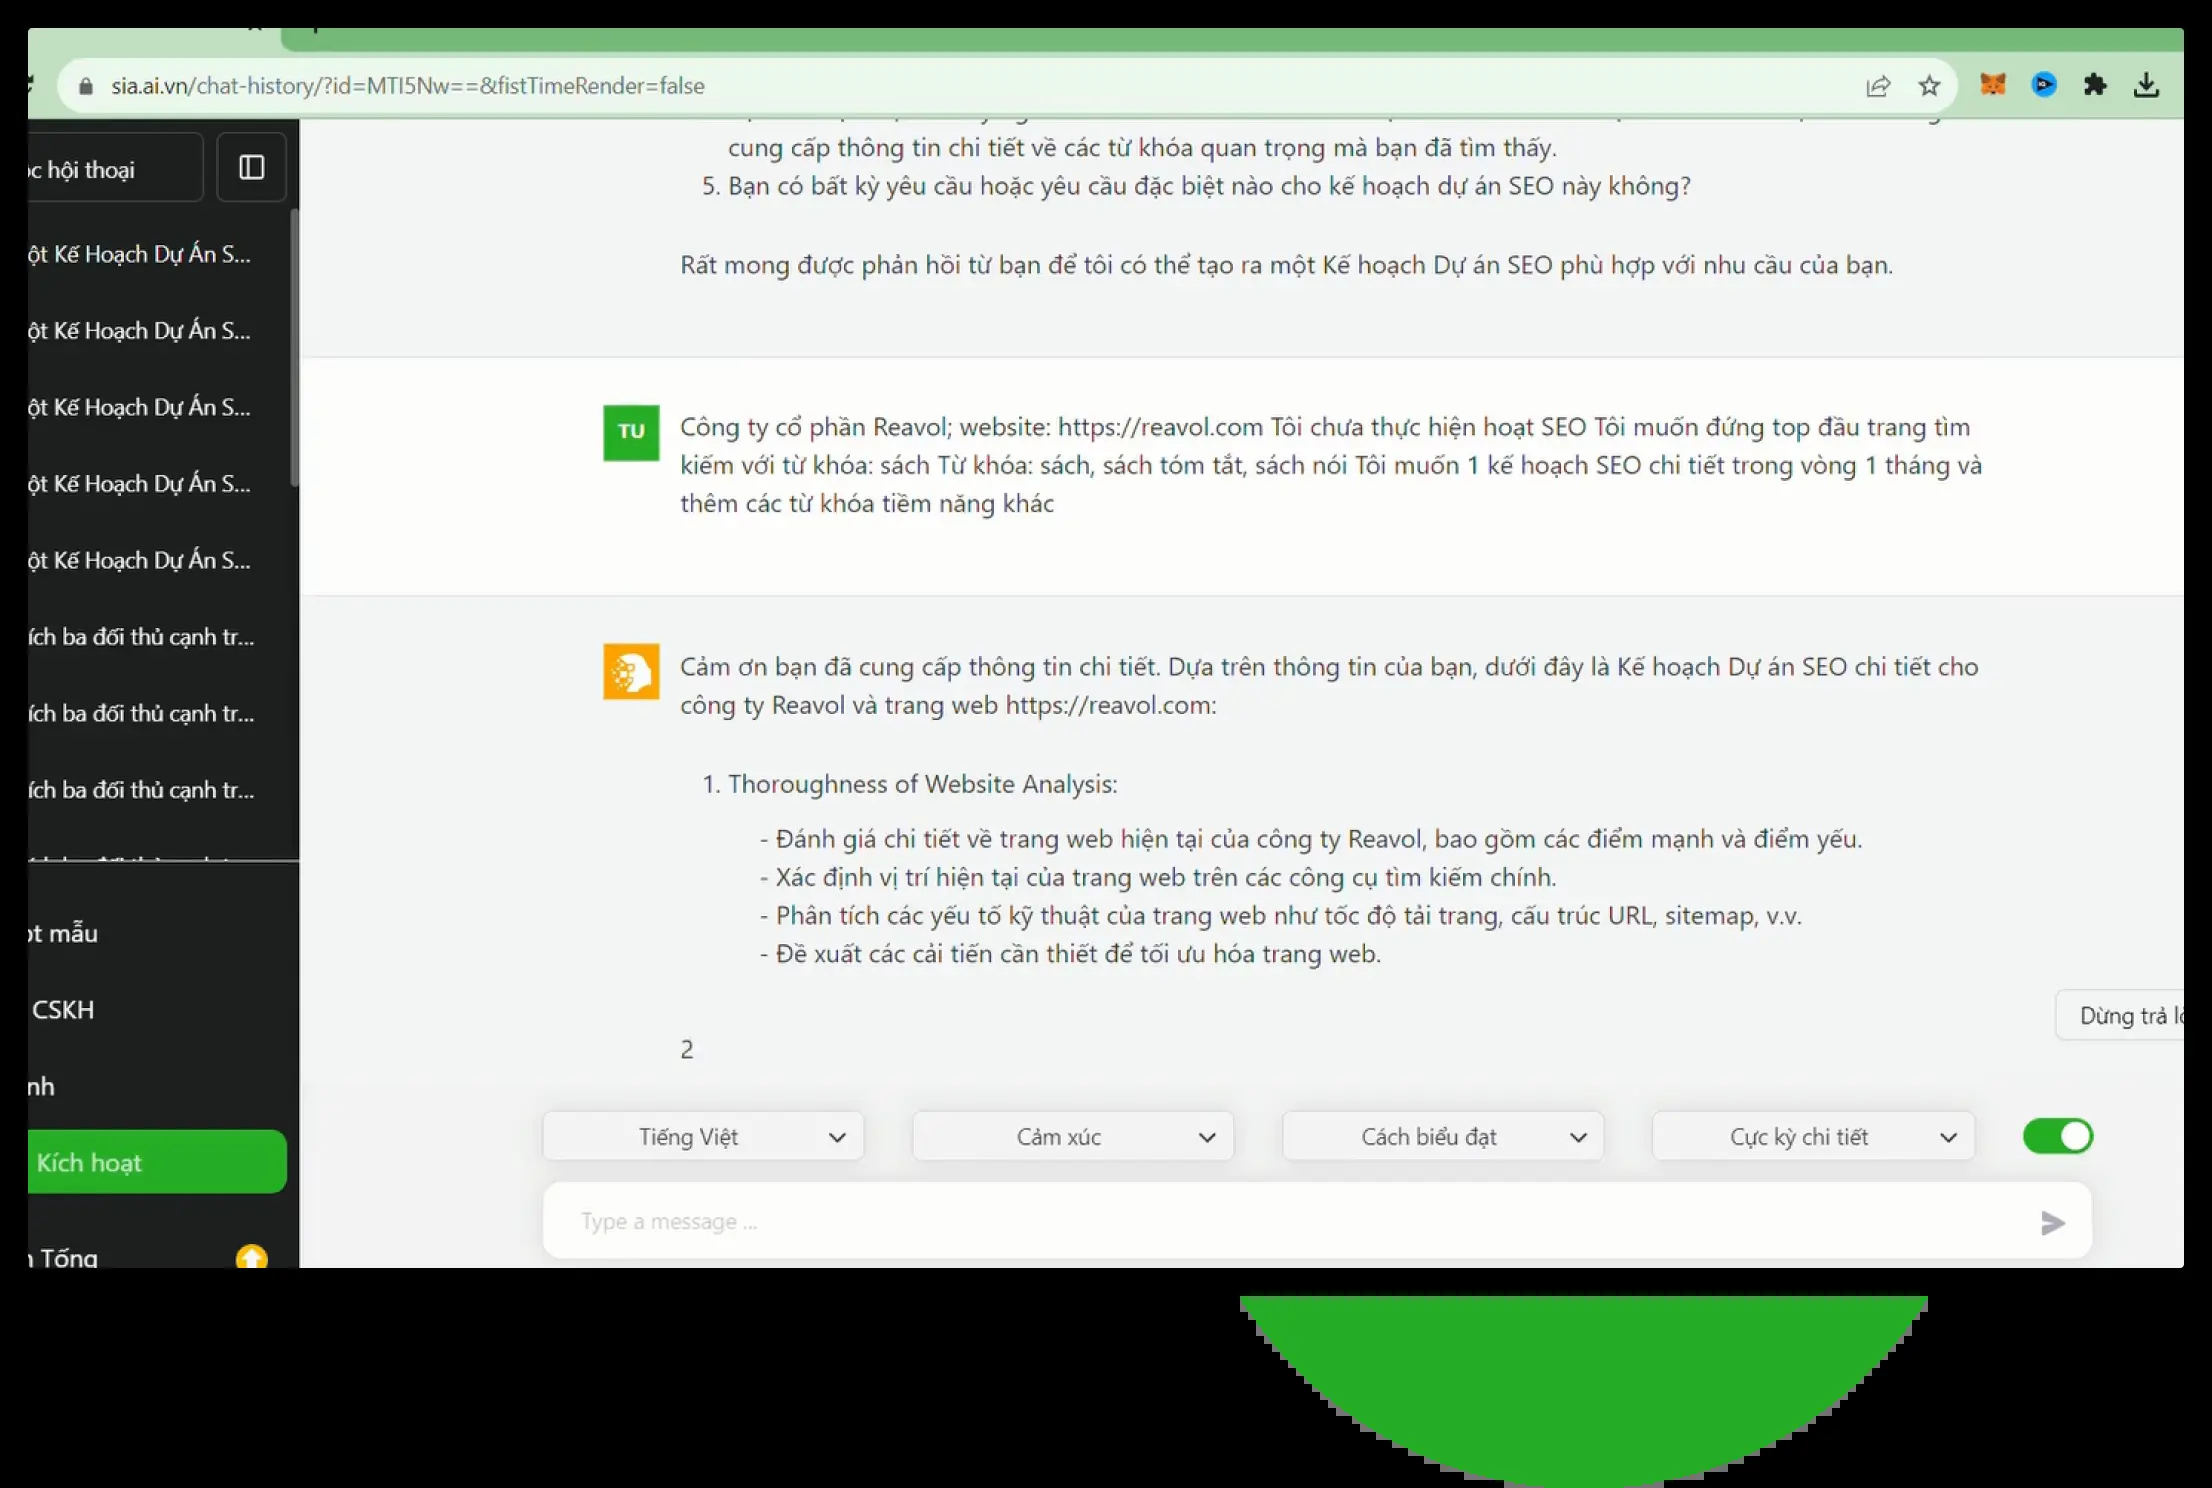 sia.ai.vn/chat-history/?id=MTI5Nw==&fistTimeRender=false
hội thoại
ột Kế Hoạch Dự Án S...
ột Kế Hoạch Dự Án S...
ột Kế Hoạch Dự Án S...
ột Kế Hoạch Dự Án S...
ột Kế Hoạch Dự Án S...
ích ba đối thủ cạnh tr...
ích ba đối thủ cạnh tr...
ích ba đối thủ cạnh tr...
mẫu
CSKH
nh
Kích hoạt
Tống
cung cấp thông tin chi tiết về các từ khóa quan trọng mà bạn đã tìm thấy.
5. Bạn có bất kỳ yêu cầu hoặc yêu cầu đặc biệt nào cho kế hoạch dự án SEO này không?
Rất mong được phản hồi từ bạn để tôi có thể tạo ra một Kế hoạch Dự án SEO phù hợp với nhu cầu của bạn.
TU
Công ty cổ phần Reavol; website: https://reavol.com Tôi chưa thực hiện hoạt SEO Tôi muốn đứng top đầu trang tìm
kiếm với từ khóa: sách Từ khóa: sách, sách tóm tắt, sách nói Tôi muốn 1 kế hoạch SEO chi tiết trong vòng 1 tháng và
thêm các từ khóa tiềm năng khác
Cảm ơn bạn đã cung cấp thông tin chi tiết. Dựa trên thông tin của bạn, dưới đây là Kế hoạch Dự án SEO chi tiết cho
công ty Reavol và trang web https://reavol.com:
1. Thoroughness of Website Analysis:
- Đánh giá chi tiết về trang web hiện tại của công ty Reavol, bao gồm các điểm mạnh và điểm yếu.
- Xác định vị trí hiện tại của trang web trên các công cụ tìm kiếm chính.
- Phân tích các yếu tố kỹ thuật của trang web như tốc độ tải trang, cấu trúc URL, sitemap, v.v.
- Đề xuất các cải tiến cần thiết để tối ưu hóa trang web.
2
Dừng trả
Tiếng Việt
Cảm xúc
Cách biểu đạt
Cực kỳ chi tiết
Type a message ...